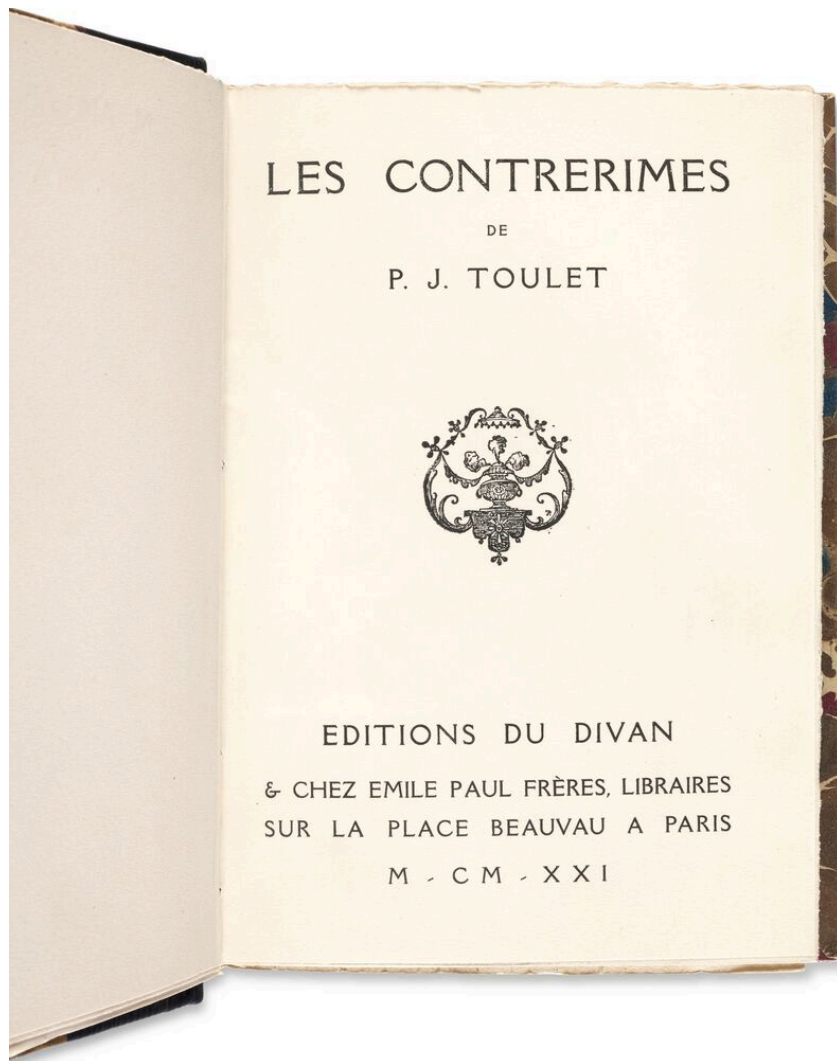 LES CONTRERIMES
DE
P. J. TOULET
EDITIONS DU DIVAN
& CHEZ EMILE PAUL FRÈRES, LIBRAIRES
SUR LA PLACE BEAUVAU A PARIS
M - CM - XXI